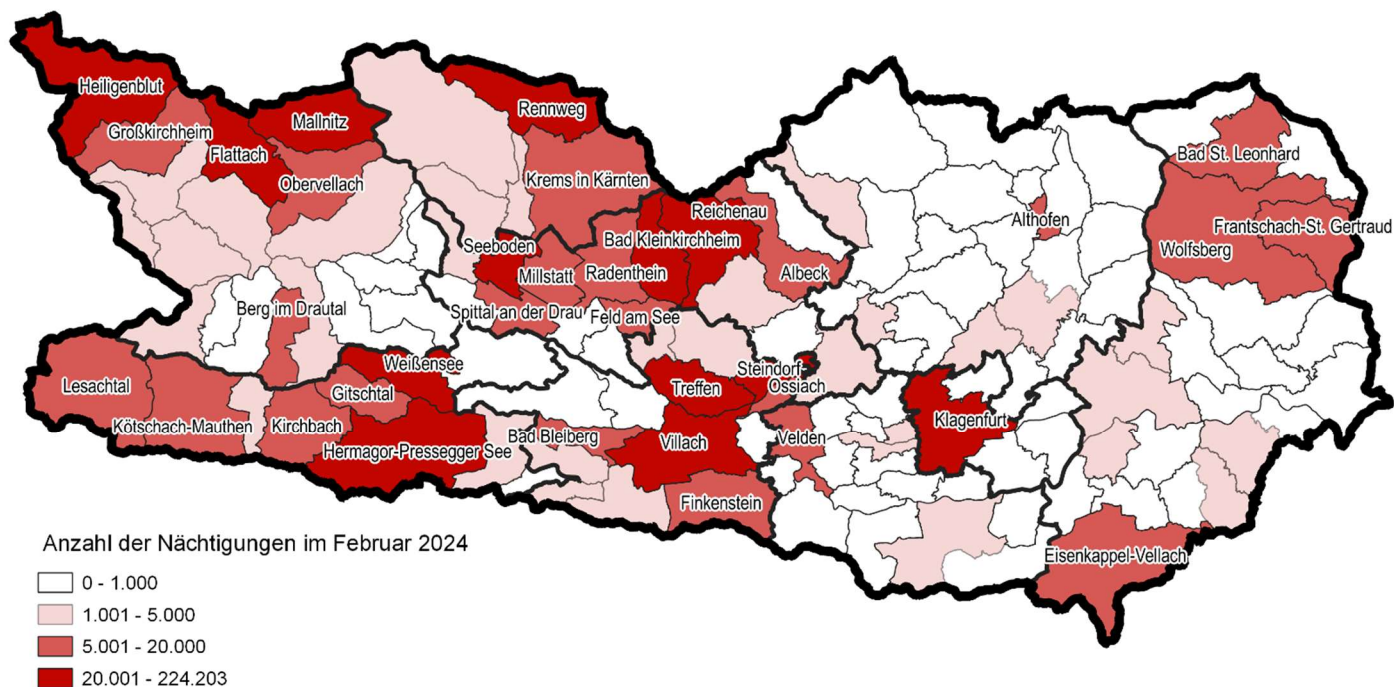 Heiligenblut
Großkirchheim
Mallnitz
Flattach
Obervellach
Rennweg
Krems in Kärnten
Reichenau
Bad Kleinkirchheim
Seeboden
Millstatt
Radenthein
Albeck
Spittal an der Drau
Feld am See
Berg im Drautal
Weißensee
Lesachtal
Gitschtal
Kötschach-Mauthen
Kirchbach
Hermagor-Pressegger See
Treffen
Steindorf
Ossiach
Bad Bleiberg
Villach
Velden
Finkenstein
Klagenfurt
Althofen
Bad St. Leonhard
Frantschach-St. Gertraud
Wolfsberg
Eisenkappel-Vellach
Anzahl der Nächtigungen im Februar 2024
0 - 1.000
1.001 - 5.000
5.001 - 20.000
20.001 - 224.203